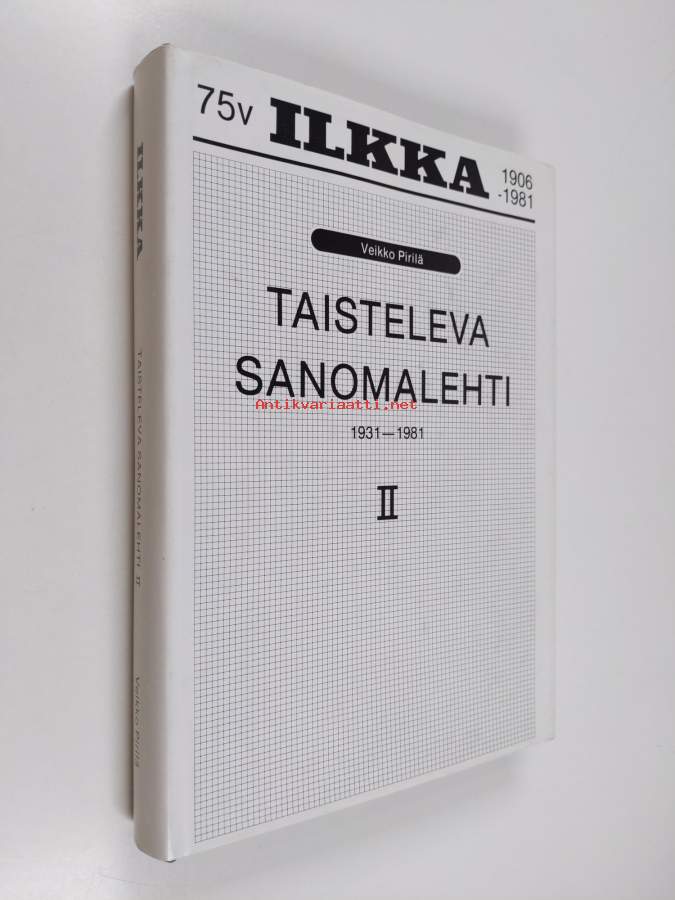 75v ILKKA 1906
-1981
Veikko Pirilä
TAISTELEVA
SANOMALEHTI
Antikvariaatti.net
1931—1981
II
ILKKA
TAISTELEVA SANOMALEHTI II
Veikko Pirilä